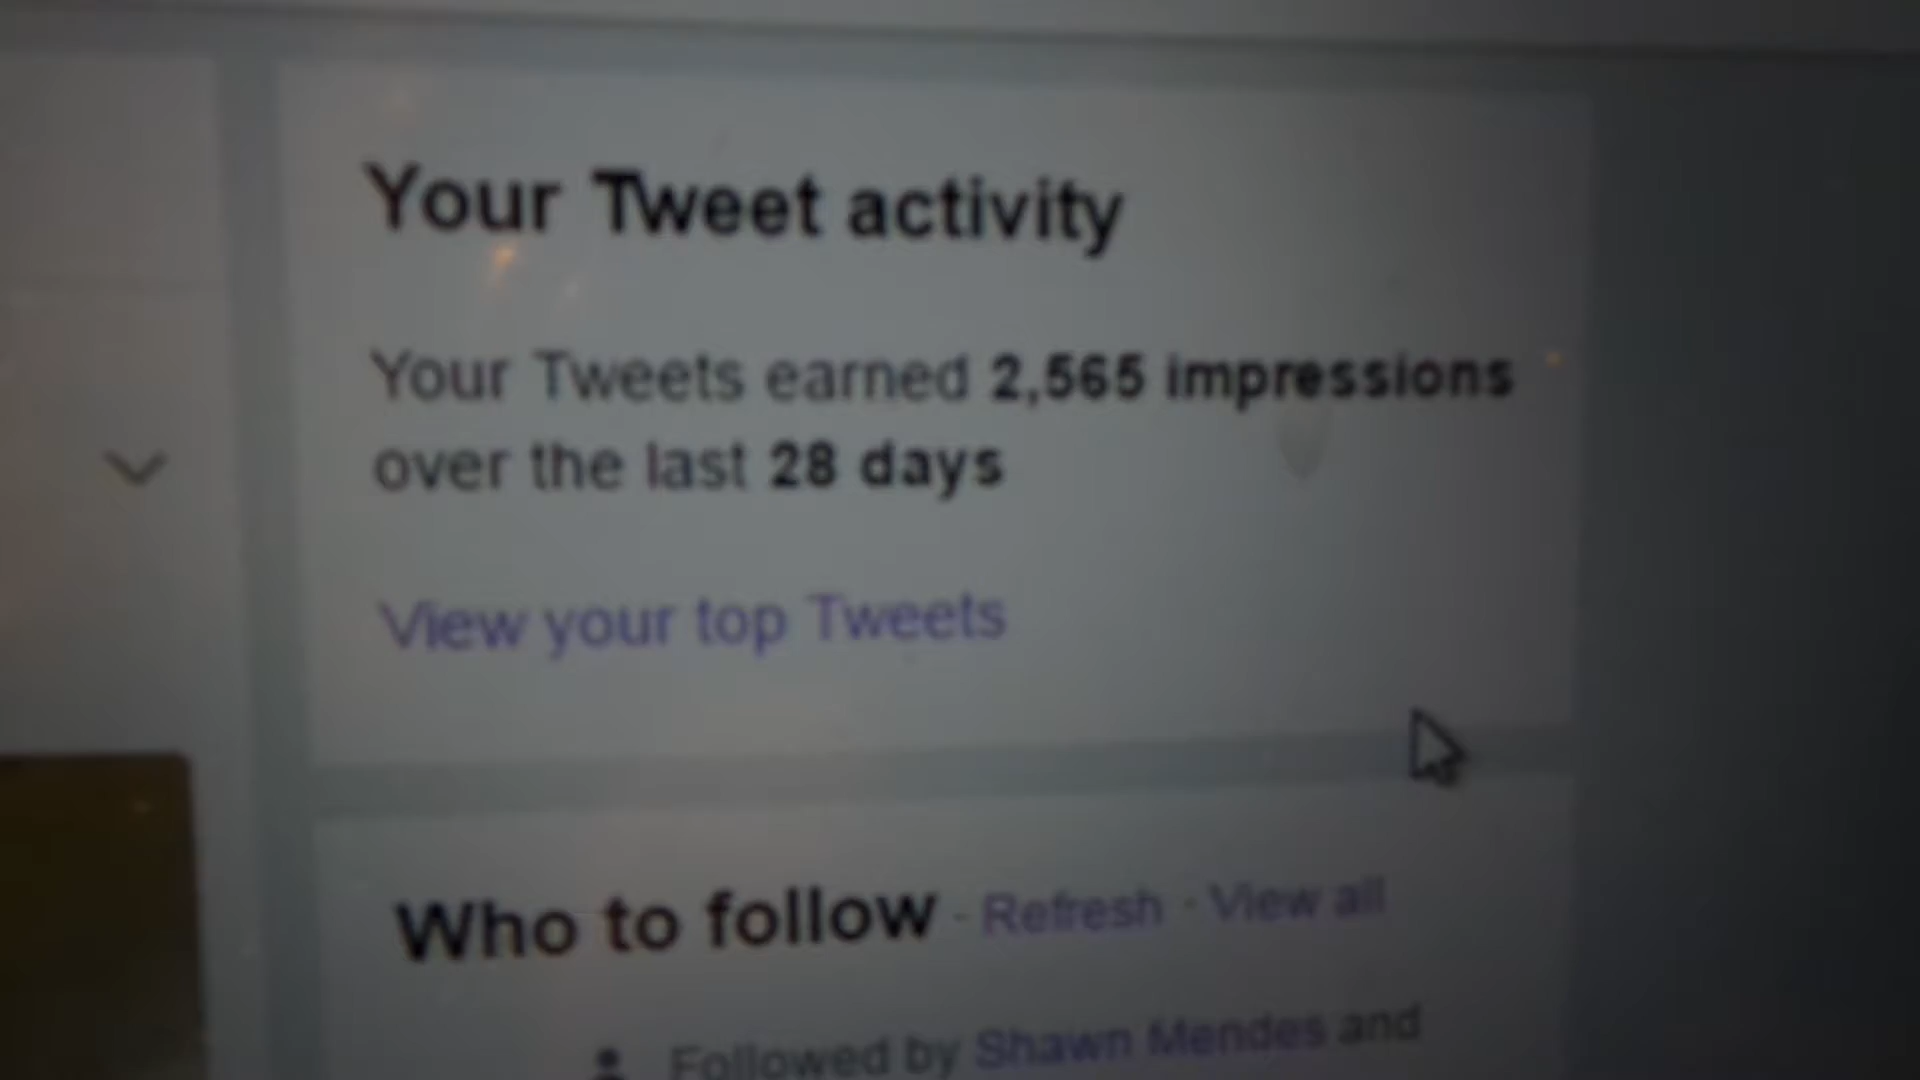 Your Tweet activity
Your Tweets earned 2,565 impressions
over the last 28 days
View your top Tweets
Who to follow · Refresh · View all
Followed by Shawn Mendes and